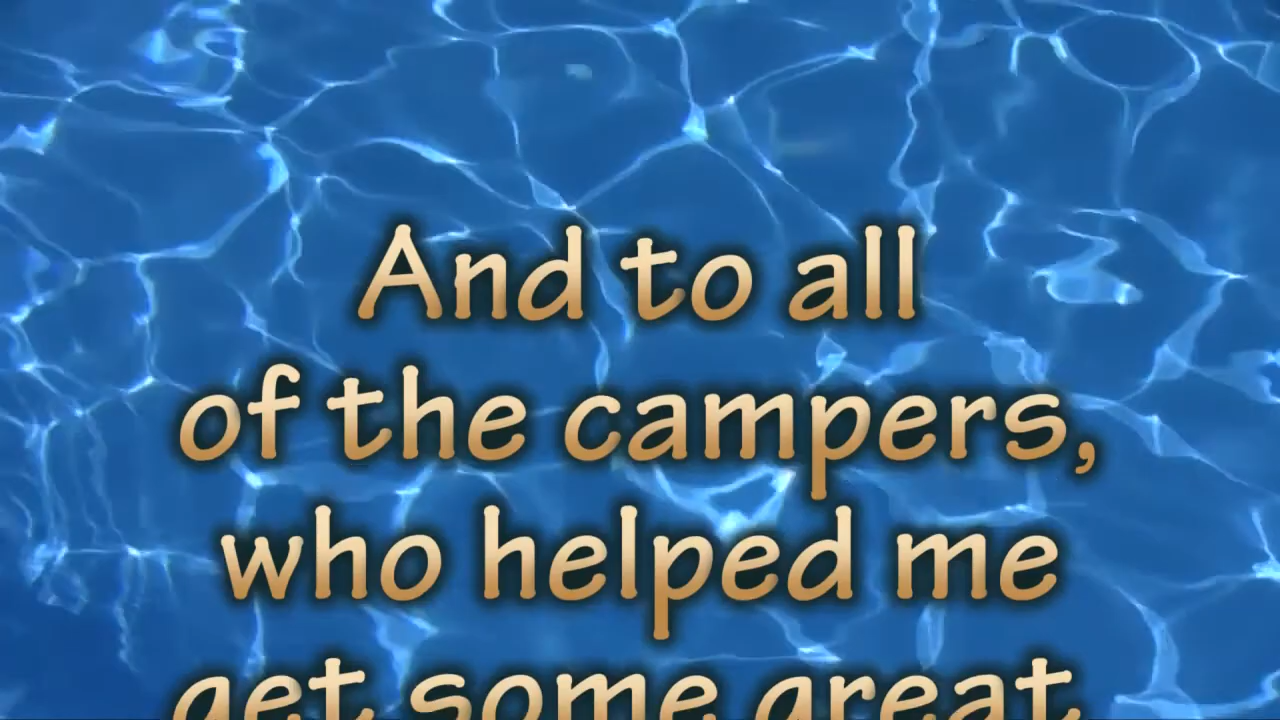 And to all
of the campers,
who helped me
get some great